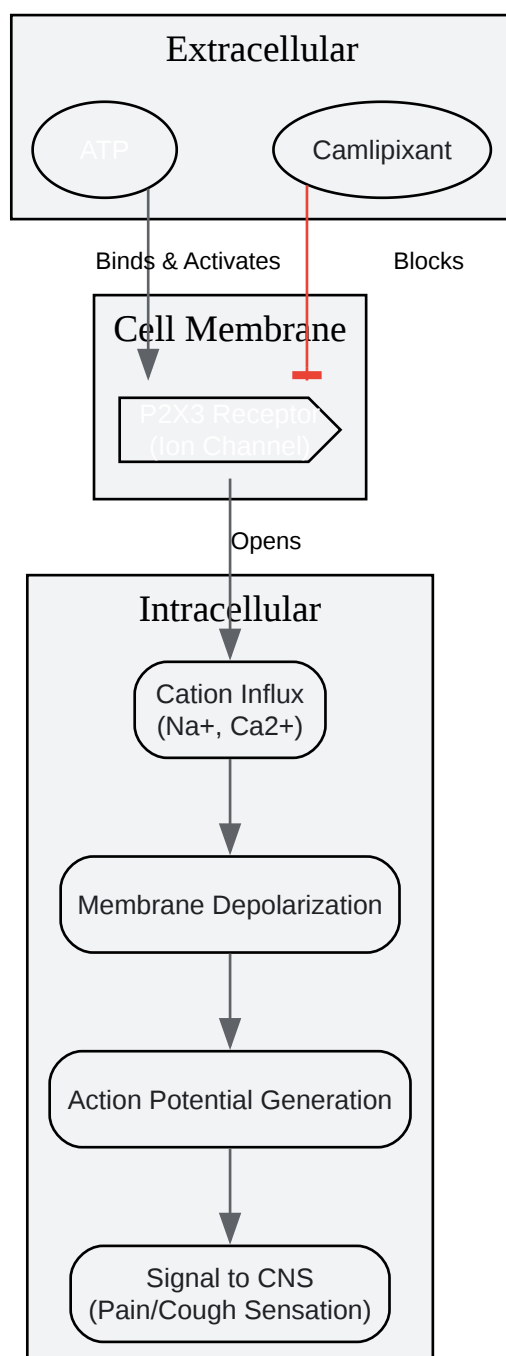 Extracellular
ATP
Camlipixant
Binds & Activates
Blocks
Cell Membrane
P2X3 Receptor
(Ion Channel)
Opens
Intracellular
Cation Influx
(Na+, Ca2+)
Membrane Depolarization
Action Potential Generation
Signal to CNS
(Pain/Cough Sensation)